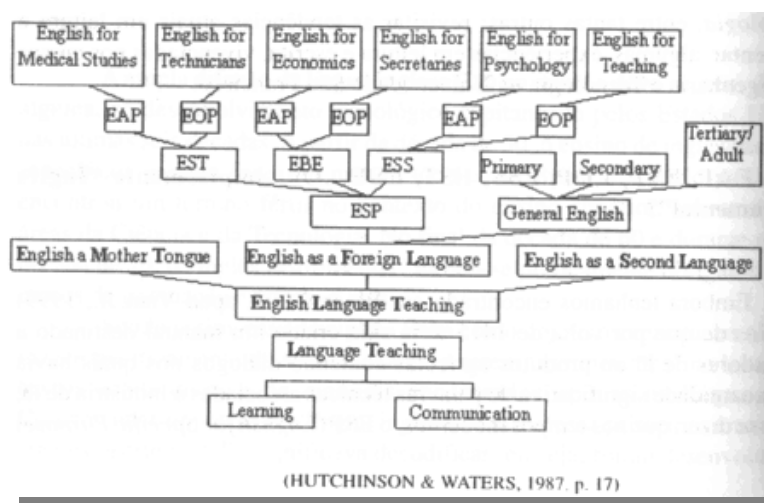 English for
Medical Studies
English for
Technicians
English for
Economics
English for
Secretaries
English for
Psychology
English for
Teaching
EAP
EOP
EAP
EOP
EAP
EOP
Tertiary/
Adult
EST
EBE
ESS
Primary
Secondary
ESP
General English
English a Mother Tongue
English as a Foreign Language
English as a Second Language
English Language Teaching
Language Teaching
Learning
Communication
(HUTCHINSON & WATERS, 1987. p. 17)